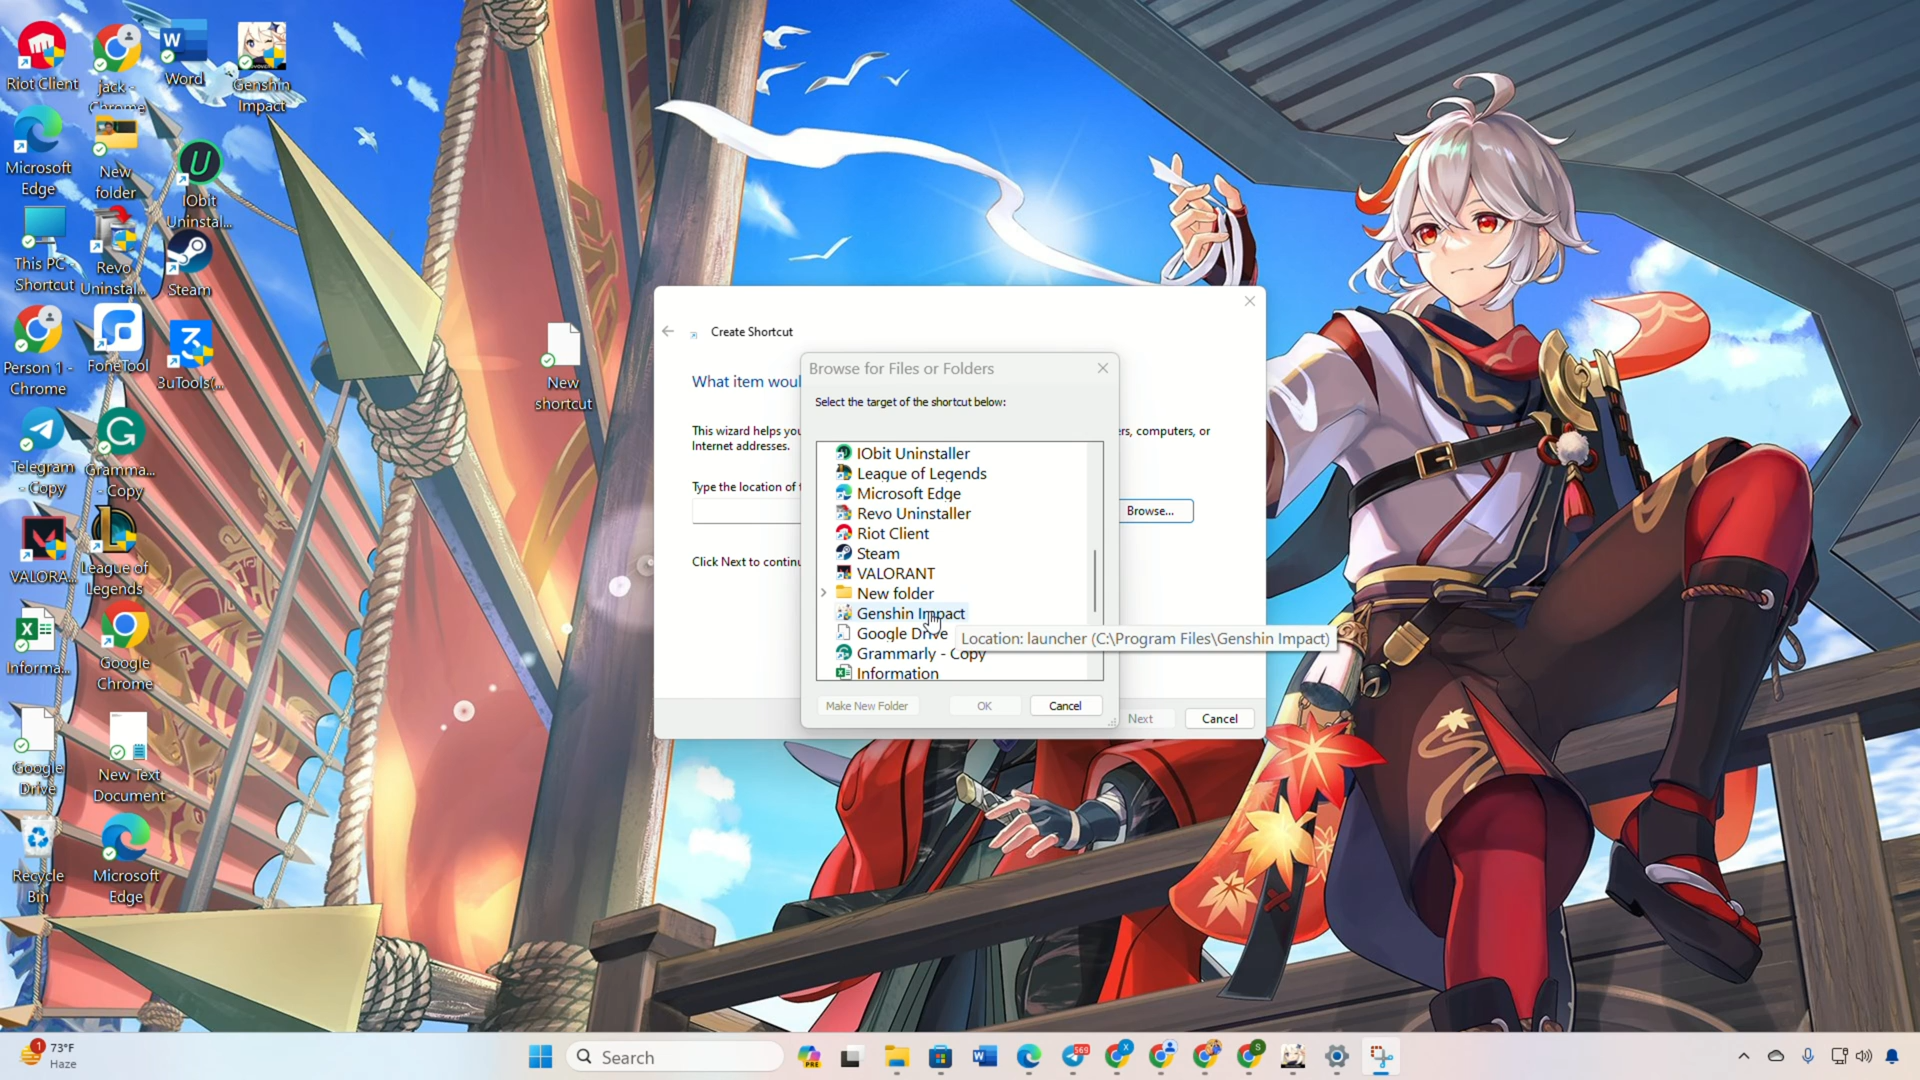 Riot Client
jack -
Chrome
Word
Genshin
Impact
Microsoft
Edge
New
folder
IObit
Uninstal...
This PC -
Shortcut
Revo
Uninstal...
Steam
Person 1 -
Chrome
FoneTool
3uTools(...
New
shortcut
Telegram
- Copy
Gramma...
- Copy
VALORA...
League of
Legends
Informa...
Google
Chrome
Google
Drive
New Text
Document
Recycle
Bin
Microsoft
Edge
Create Shortcut
What item woul
This wizard helps you
ers, computers, or
Internet addresses.
Type the location of t
Browse...
Click Next to continu
Next
Cancel
Browse for Files or Folders
Select the target of the shortcut below:
IObit Uninstaller
League of Legends
Microsoft Edge
Revo Uninstaller
Riot Client
Steam
VALORANT
New folder
Genshin Impact
Google Drive
Location: launcher (C:\Program Files\Genshin Impact)
Grammarly - Copy
Information
Make New Folder
OK
Cancel
1
73°F
Haze
Search
PRE
569
X
S